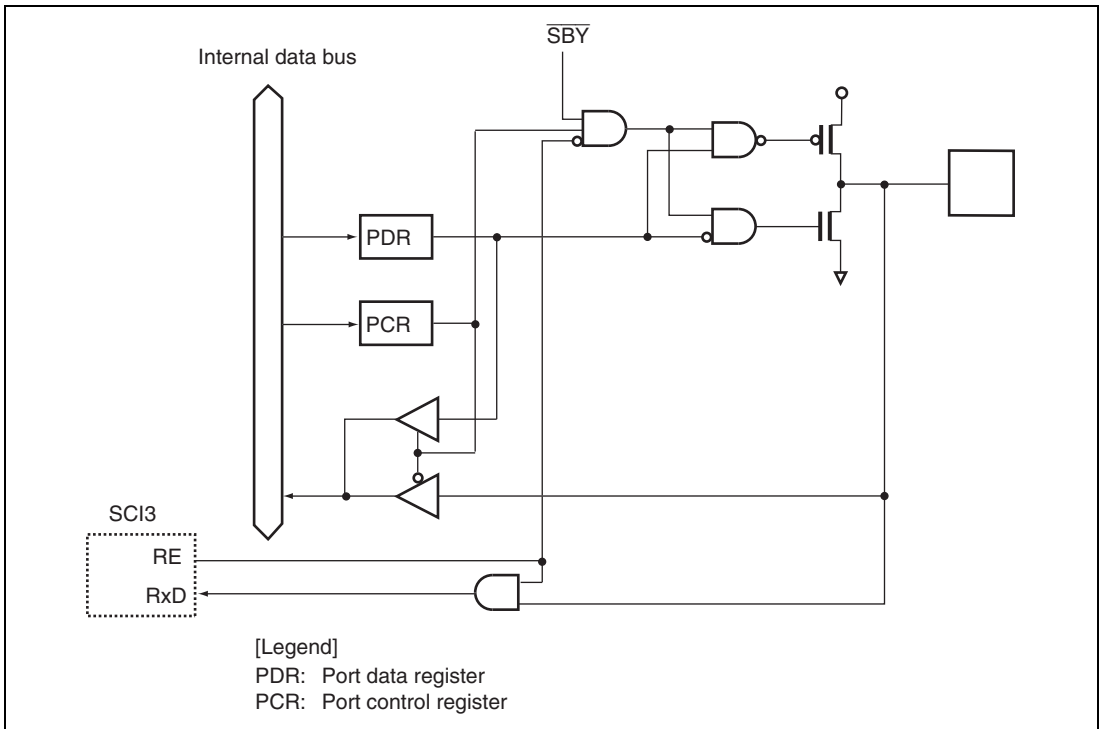 SBY
Internal data bus
PDR
PCR
SCI3
RE
RxD
[Legend]
PDR: Port data register
PCR: Port control register